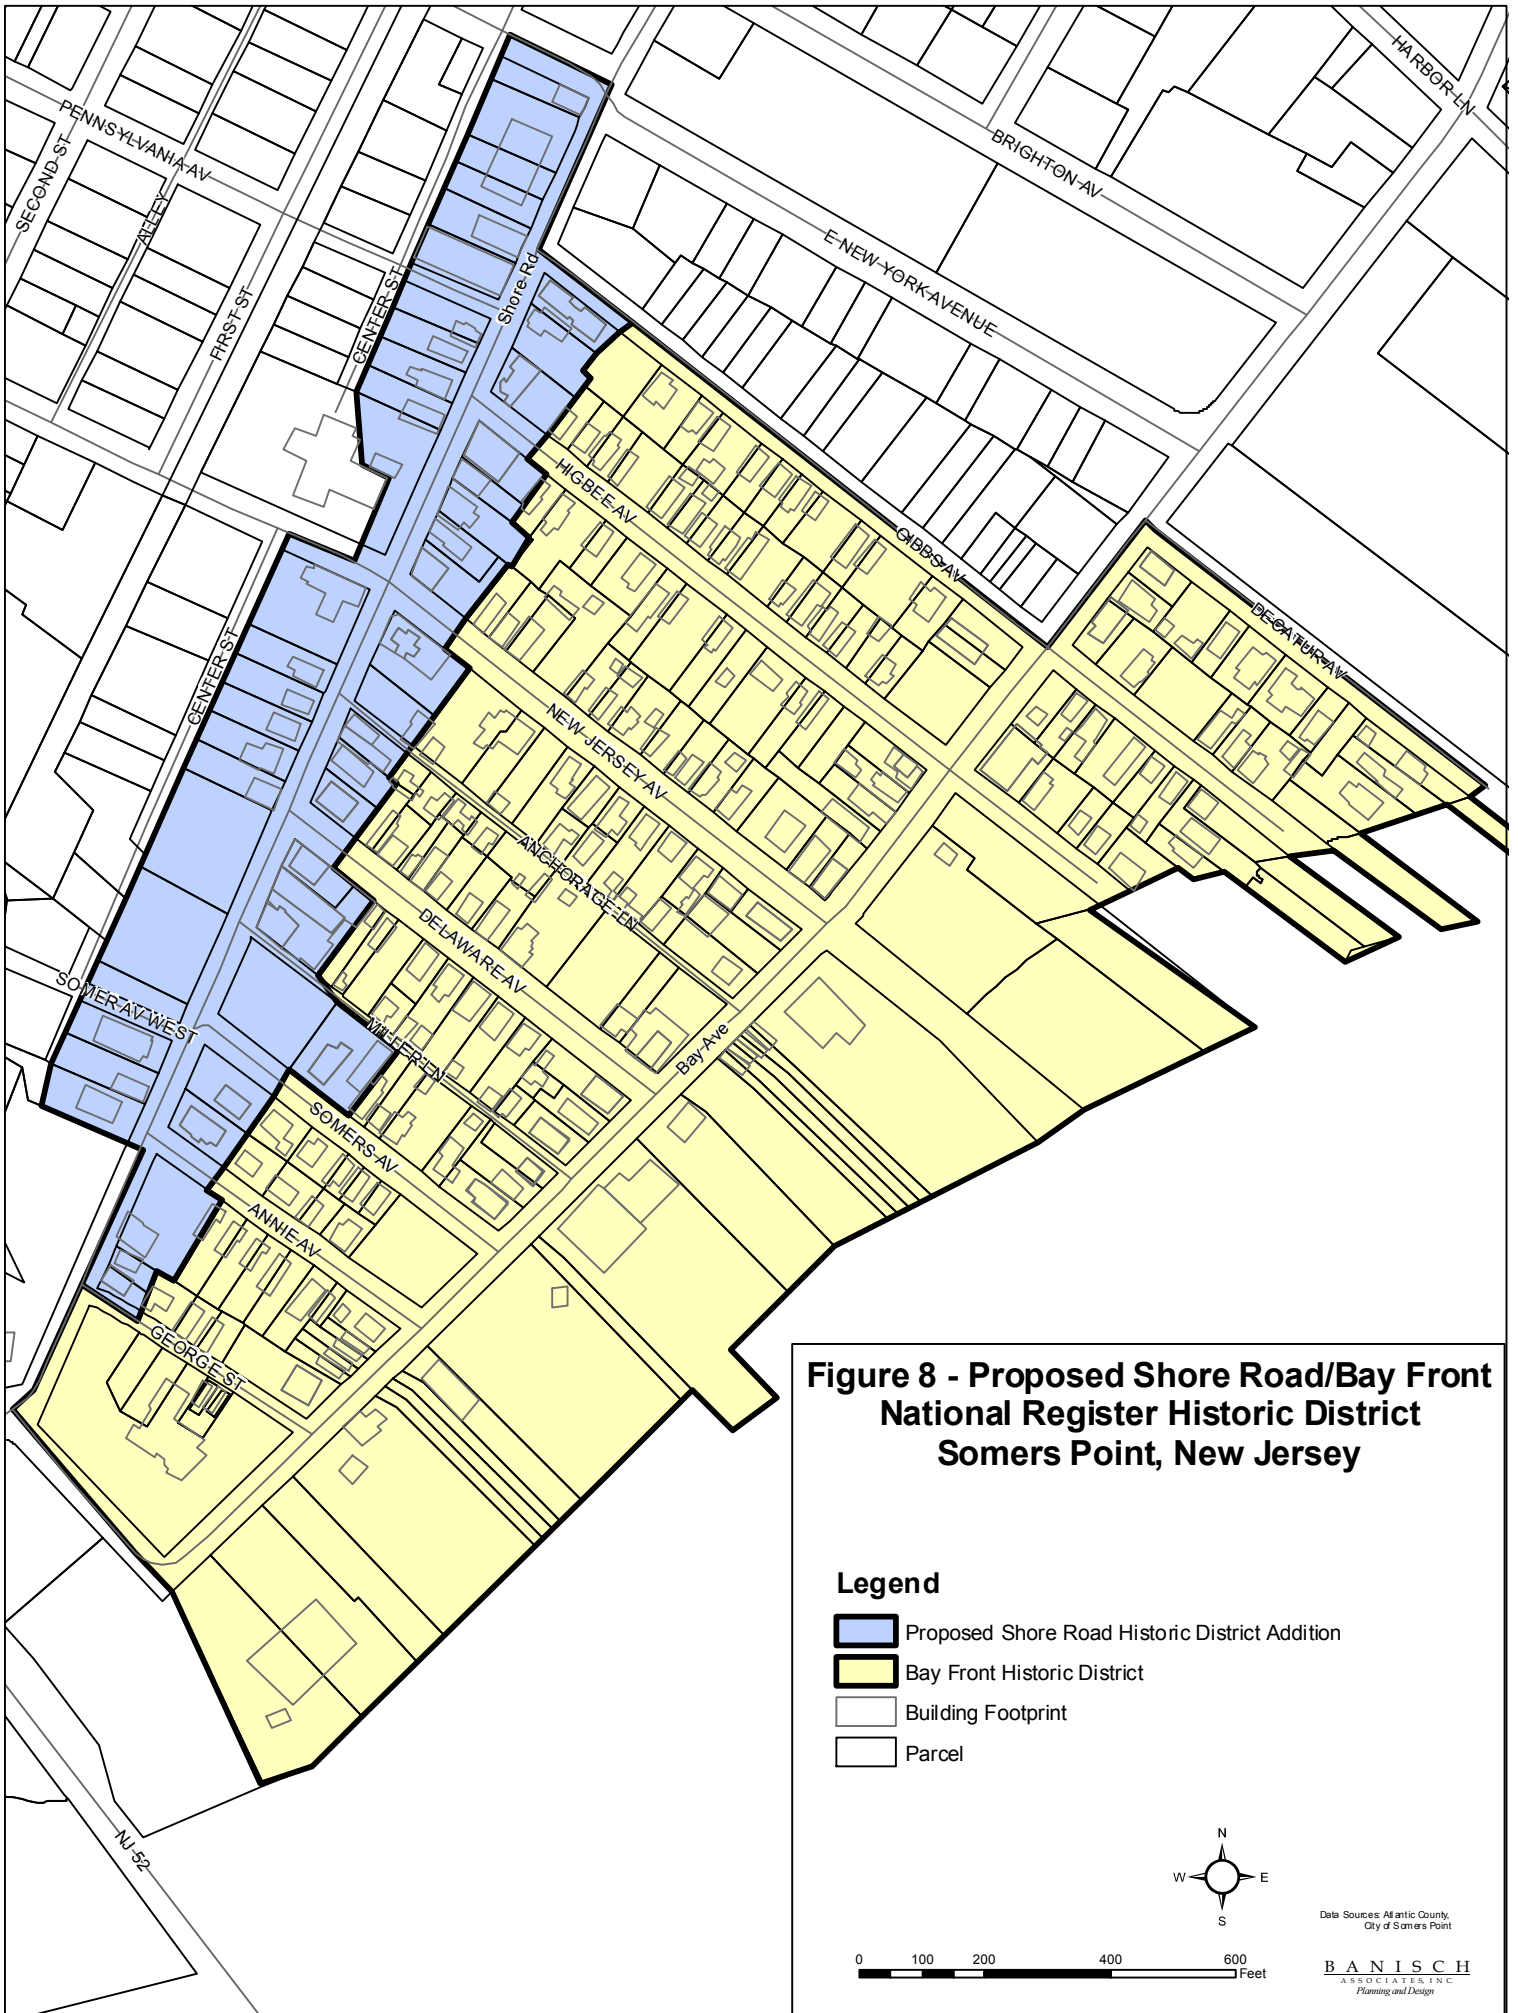 HARBOR LN
PENNSYLVANIA AV
SECOND ST
ALLEY
BRIGHTON AV
E NEW YORK AVENUE
Shore Rd
CENTER ST
FIRST ST
HIGBEE AV
GIBBS AV
DECATUR AV
CENTER ST
NEW JERSEY AV
ANCHORAGE LN
DELAWARE AV
SOMER AV WEST
MILLER LN
Bay Ave
SOMERS AV
ANNIE AV
GEORGE ST
NJ-52
Figure 8 - Proposed Shore Road/Bay Front
National Register Historic District
Somers Point, New Jersey
Legend
Proposed Shore Road Historic District Addition
Bay Front Historic District
Building Footprint
Parcel
N
W E
S
Data Sources: Atlantic County,
City of Somers Point
0 100 200 400 600
Feet
BANISCH
ASSOCIATES, INC.
Planning and Design